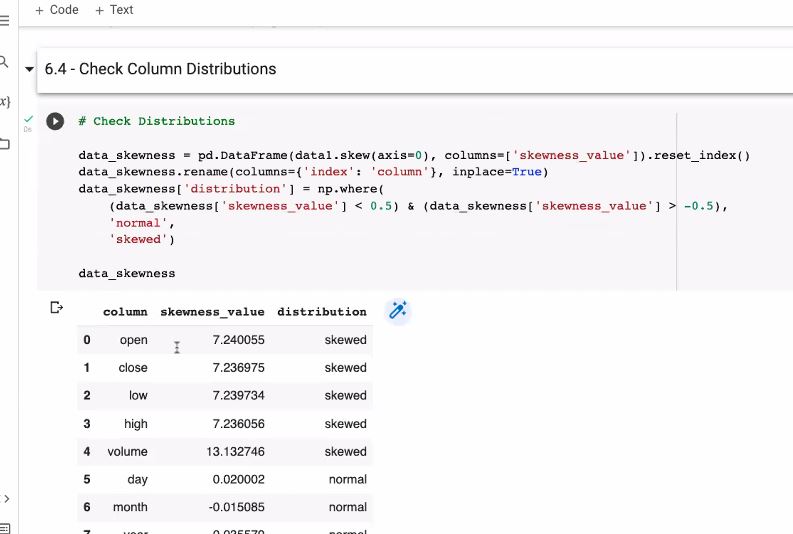 + Code + Text
6.4 - Check Column Distributions
# Check Distributions
data_skewness = pd.DataFrame(data1.skew(axis=0), columns=['skewness_value']).reset_index()
data_skewness.rename(columns={'index': 'column'}, inplace=True)
data_skewness['distribution'] = np.where(
(data_skewness['skewness_value'] < 0.5) & (data_skewness['skewness_value'] > -0.5),
'normal',
'skewed')
data_skewness
column skewness_value distribution
0 open 7.240055 skewed
1 close 7.236975 skewed
2 low 7.239734 skewed
3 high 7.236056 skewed
4 volume 13.132746 skewed
5 day 0.020002 normal
6 month -0.015085 normal